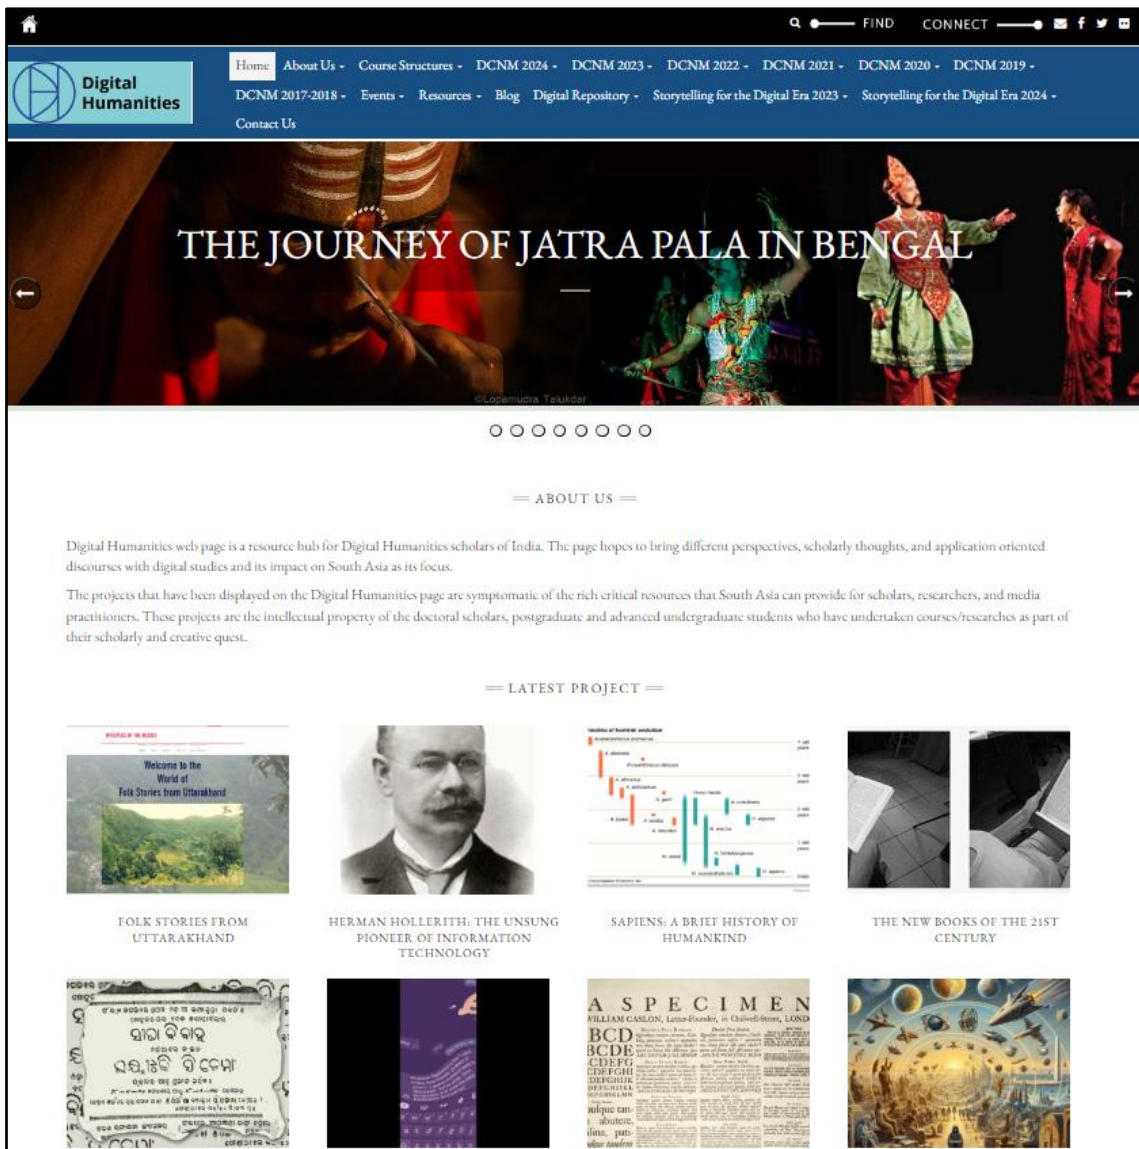 FIND CONNECT
Digital
Humanities
Home About Us Course Structures DCNM 2024 DCNM 2023 DCNM 2022 DCNM 2021 DCNM 2020 DCNM 2019
DCNM 2017-2018 Events Resources Blog Digital Repository Storytelling for the Digital Era 2023 Storytelling for the Digital Era 2024
Contact Us
THE JOURNEY OF JATRA PALA IN BENGAL
©Lopamudra Talukdar
ABOUT US
Digital Humanities web page is a resource hub for Digital Humanities scholars of India. The page hopes to bring different perspectives, scholarly thoughts, and application oriented
discourses with digital studies and its impact on South Asia as its focus.
The projects that have been displayed on the Digital Humanities page are symptomatic of the rich critical resources that South Asia can provide for scholars, researchers, and media
practitioners. These projects are the intellectual property of the doctoral scholars, postgraduate and advanced undergraduate students who have undertaken courses/researches as part of
their scholarly and creative quest.
LATEST PROJECT
Welcome to the
World of
Folk Stories from Uttarakhand
FOLK STORIES FROM
UTTARAKHAND
HERMAN HOLLERITH: THE UNSUNG
PIONEER OF INFORMATION
TECHNOLOGY
Timeline of human evolution
SAPIENS: A BRIEF HISTORY OF
HUMANKIND
THE NEW BOOKS OF THE 21ST
CENTURY
ସୀତା ବିବାହ
A SPECIMEN
WILLIAM CASLON, Letter-Founder, in Chiswell-Street, LOND
BCD
BCDE
CDEFG
CDEFGHI
DEFGHIJK